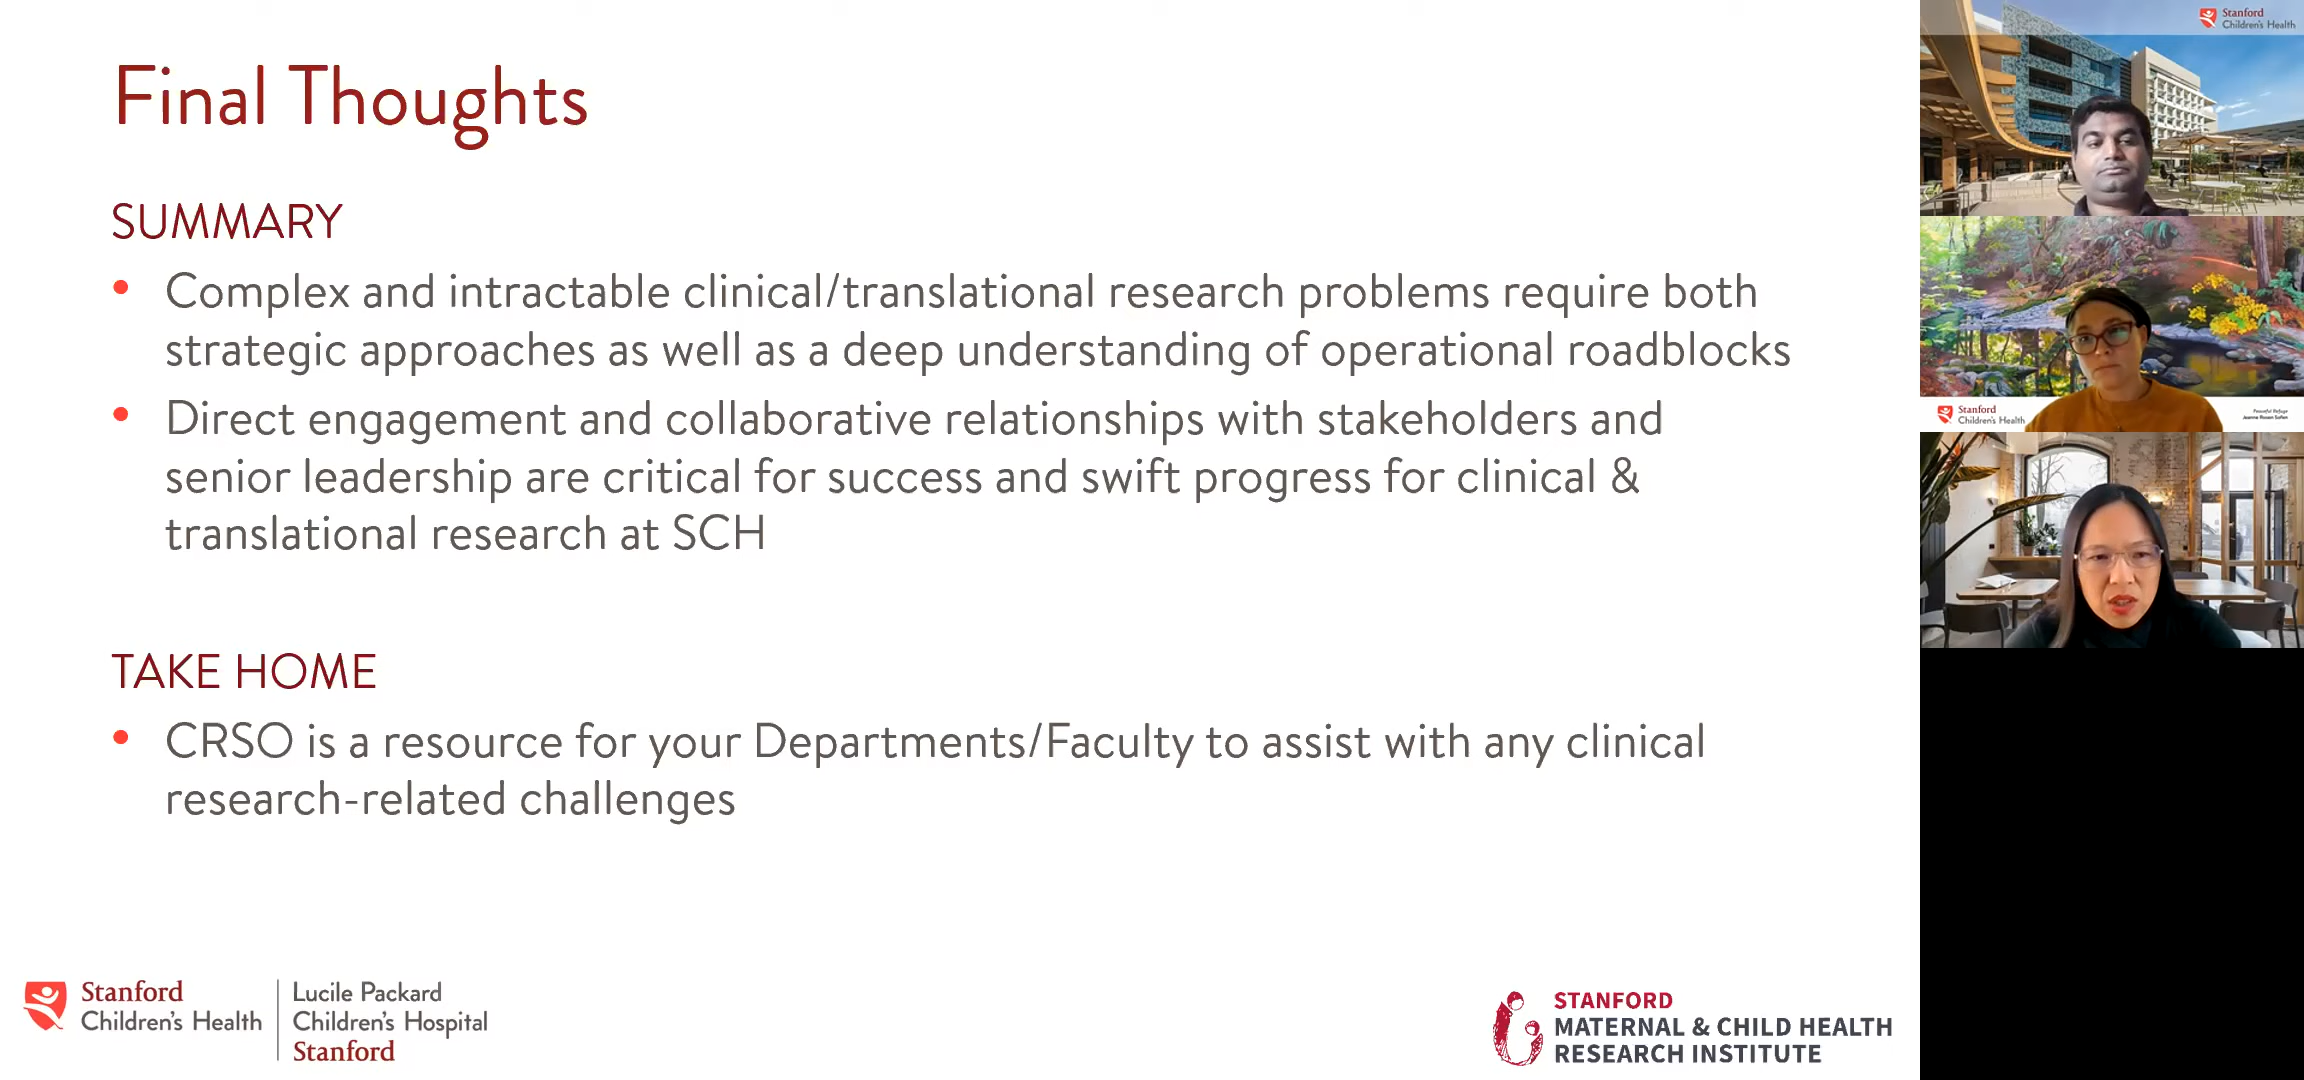 Final Thoughts
SUMMARY
• Complex and intractable clinical/translational research problems require both
strategic approaches as well as a deep understanding of operational roadblocks
• Direct engagement and collaborative relationships with stakeholders and
senior leadership are critical for success and swift progress for clinical &
translational research at SCH
TAKE HOME
• CRSO is a resource for your Departments/Faculty to assist with any clinical
research-related challenges
Stanford
Children's Health
Lucile Packard
Children's Hospital
Stanford
STANFORD
MATERNAL & CHILD HEALTH
RESEARCH INSTITUTE
Stanford
Children's Health
Stanford
Children's Health
Peaceful Refuge